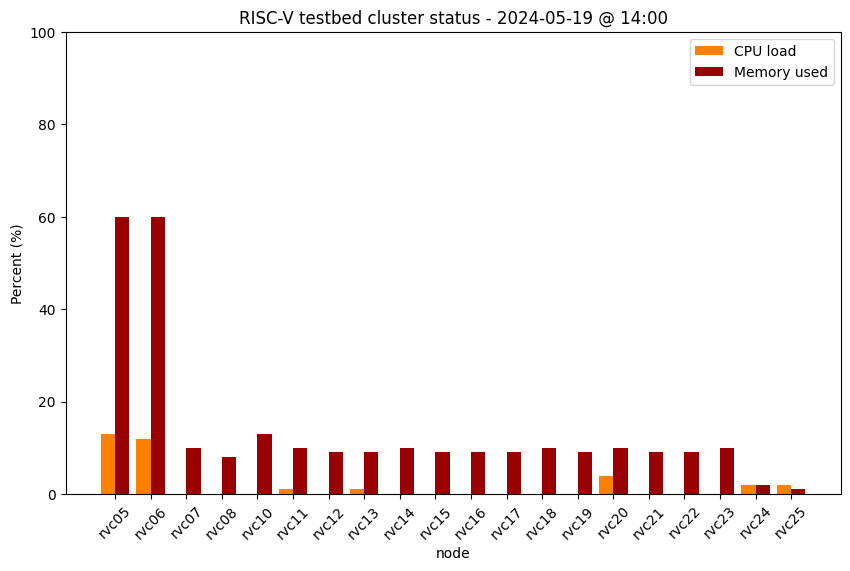 RISC-V testbed cluster status - 2024-05-19 @ 14:00
CPU load
Memory used
Percent (%)
100
80
60
40
20
0
rvc05 rvc06 rvc07 rvc08 rvc10 rvc11 rvc12 rvc13 rvc14 rvc15 rvc16 rvc17 rvc18 rvc19 rvc20 rvc21 rvc22 rvc23 rvc24 rvc25
node